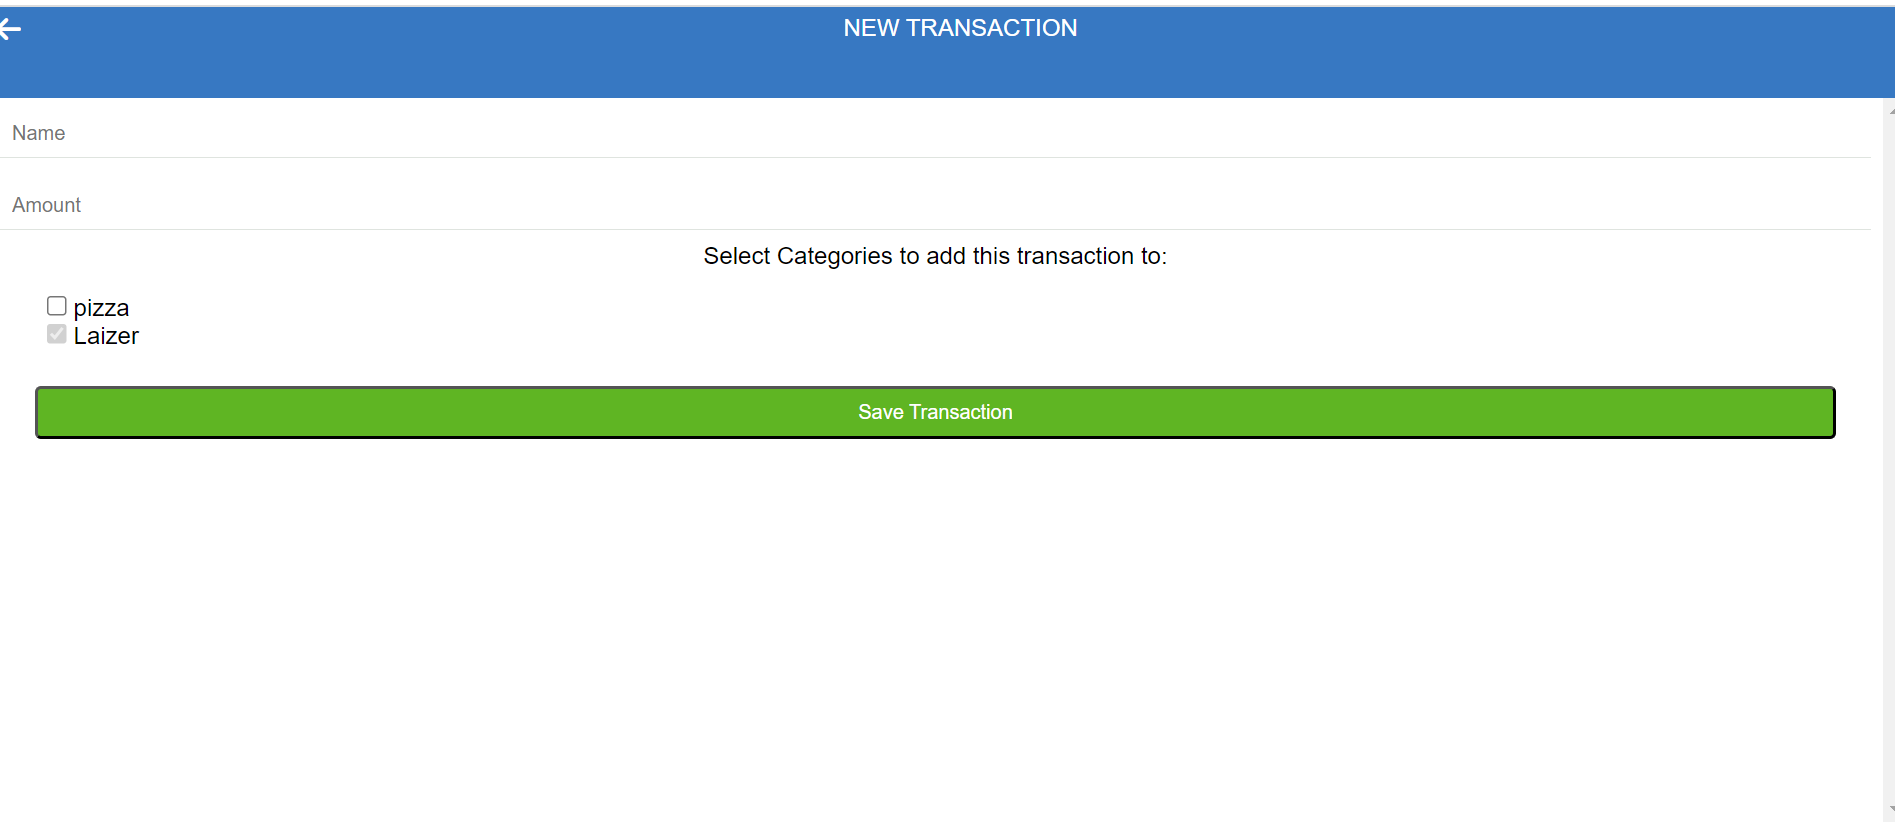 NEW TRANSACTION
Name
Amount
Select Categories to add this transaction to:
pizza
Laizer
Save Transaction